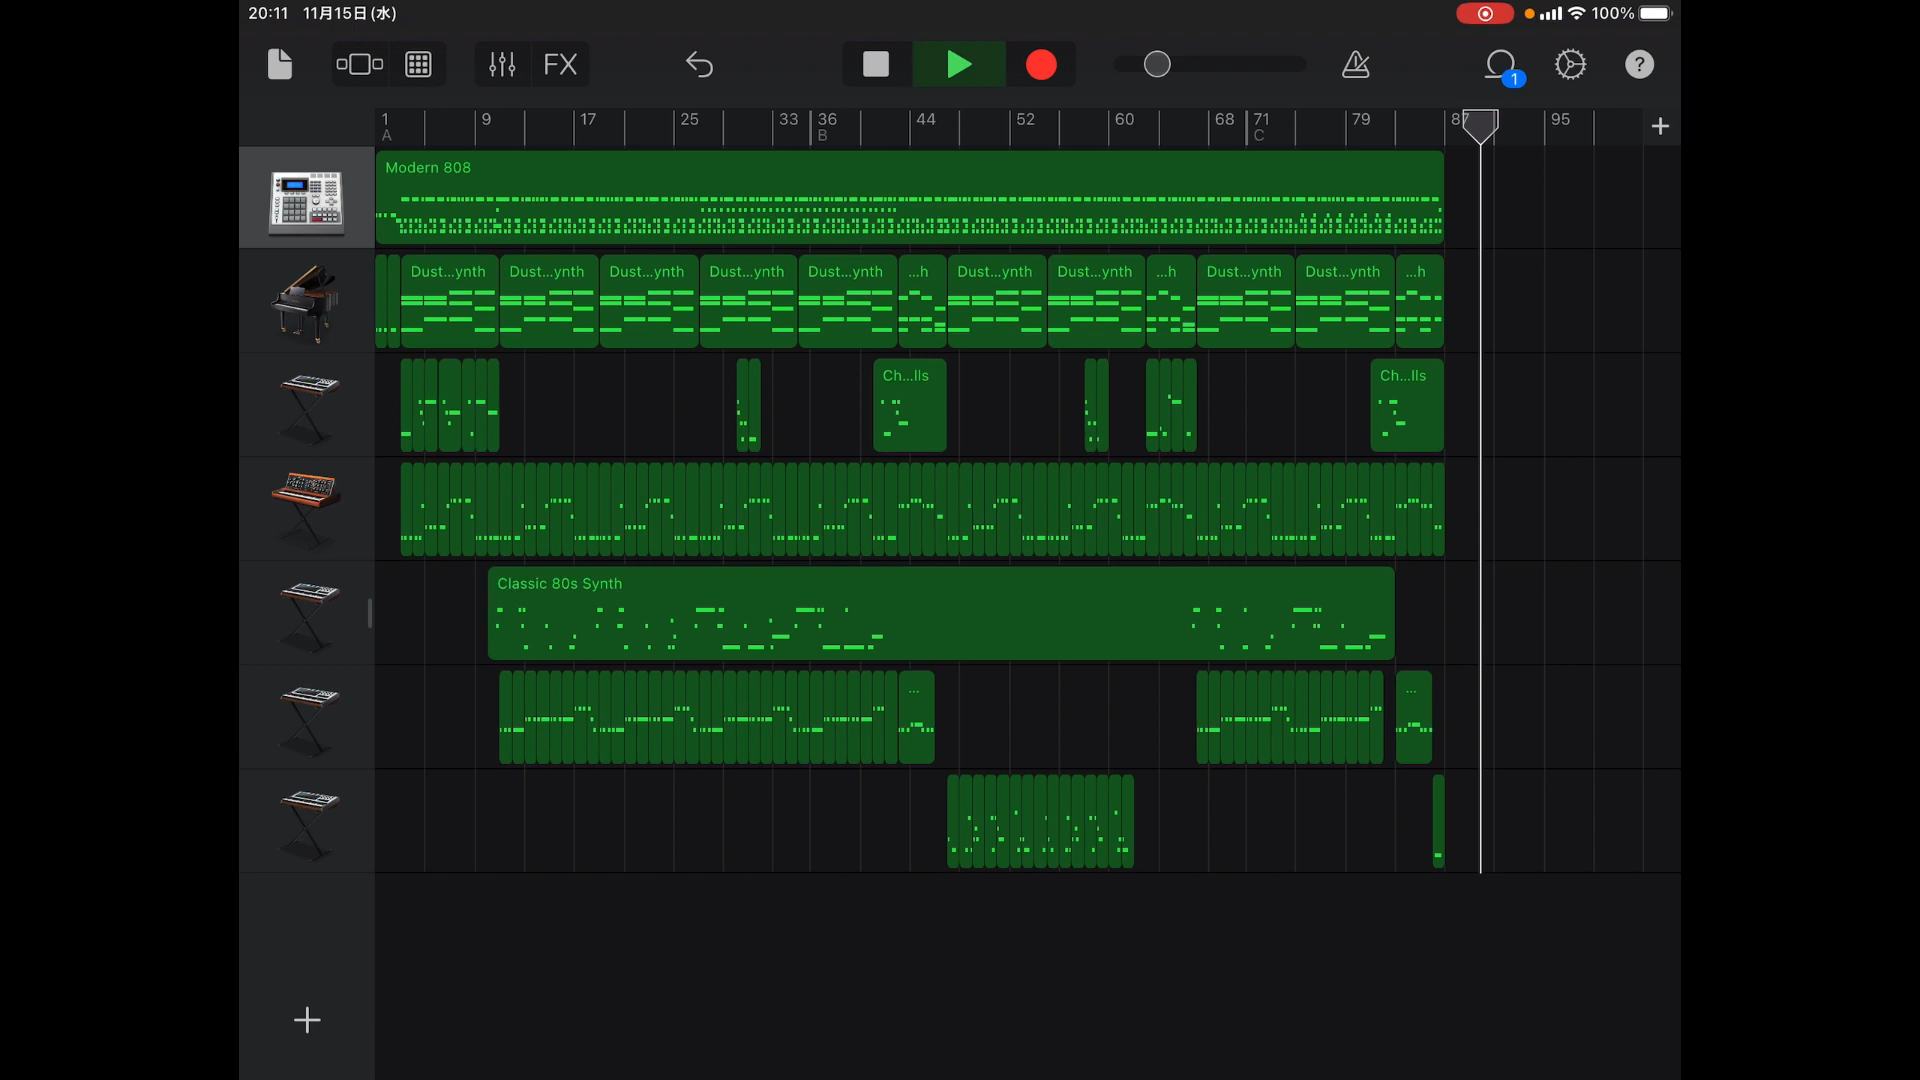 20:11 11月15日(水)
100%
FX
1
?
1 9 17 25 33 36 44 52 60 68 71 79 87 95
A B C
Modern 808
Dust...ynth Dust...ynth Dust...ynth Dust...ynth Dust...ynth ...h Dust...ynth Dust...ynth ...h Dust...ynth Dust...ynth ...h
Ch...lls Ch...lls
Classic 80s Synth
... ...